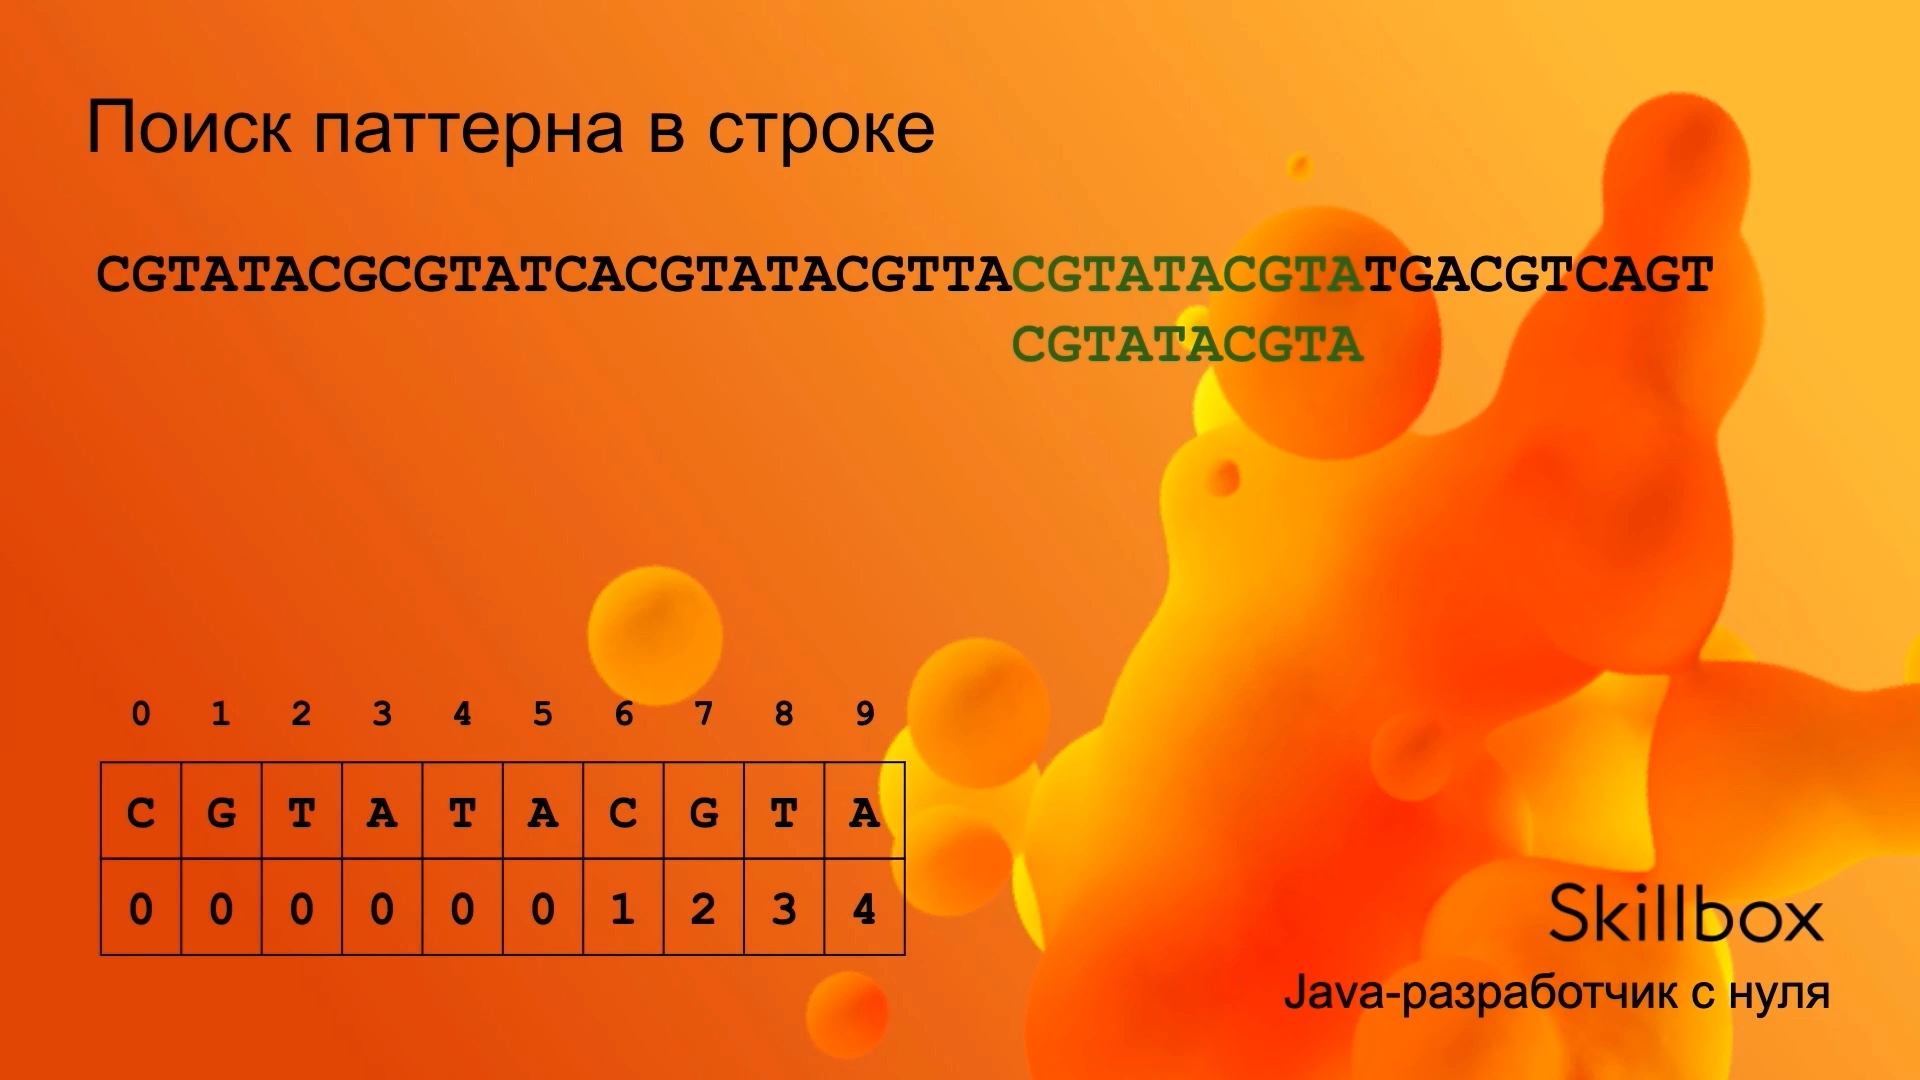 Поиск паттерна в строке
CGTATACGCGTATCACGTATACGTTACGTATACGTATGACGTCAGT
CGTATACGTA
0 1 2 3 4 5 6 7 8 9
C G T A T A C G T A
0 0 0 0 0 0 1 2 3 4
Skillbox
Java-разработчик с нуля